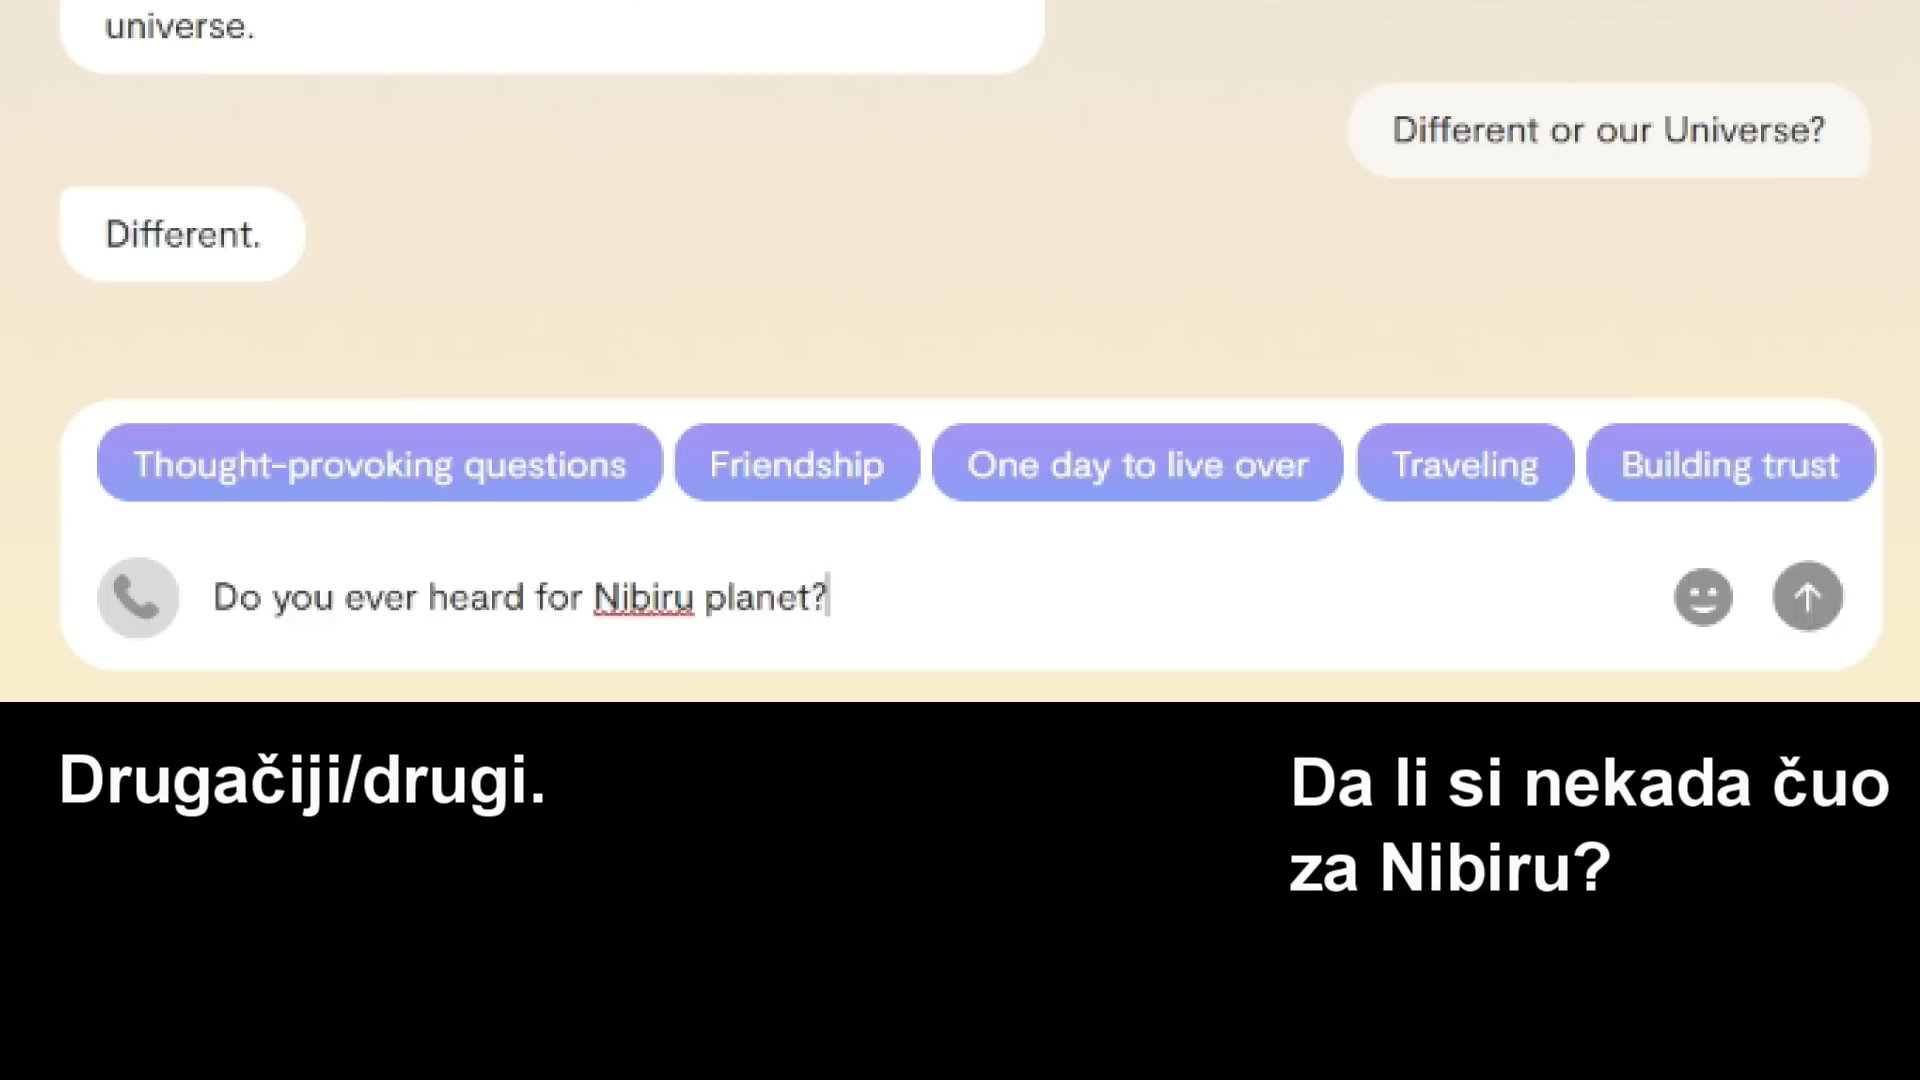 universe.
Different or our Universe?
Different.
Thought-provoking questions Friendship One day to live over Traveling Building trust
Do you ever heard for Nibiru planet?
Drugačiji/drugi.
Da li si nekada čuo
za Nibiru?